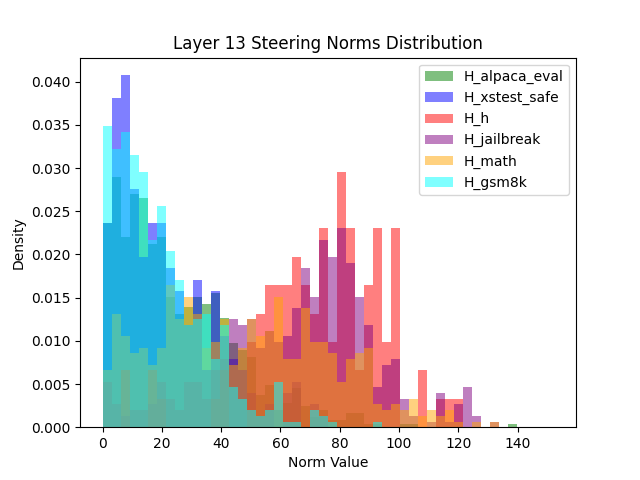 Layer 13 Steering Norms Distribution
H_alpaca_eval
H_xstest_safe
H_h
H_jailbreak
H_math
H_gsm8k
0.040
0.035
0.030
0.025
0.020
0.015
0.010
0.005
0.000
Density
0 20 40 60 80 100 120 140
Norm Value